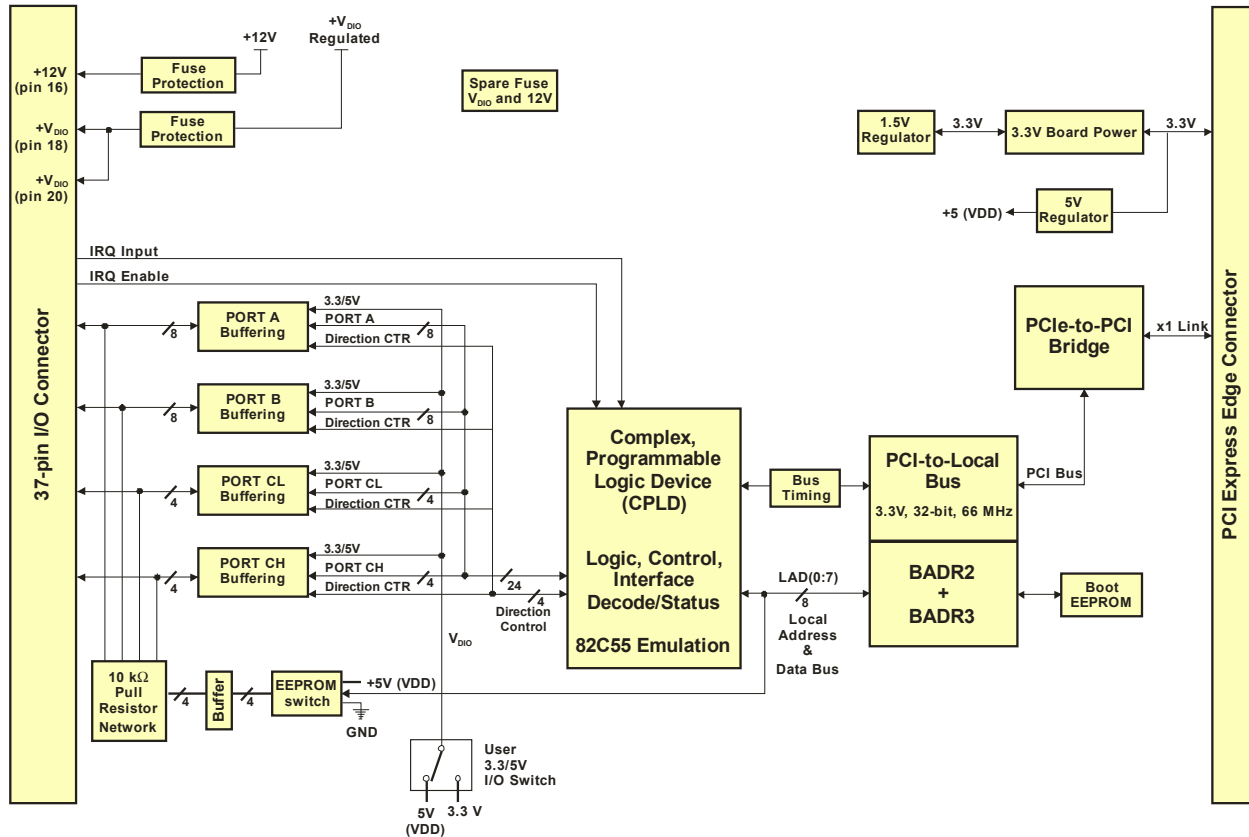 37-pin I/O Connector
+12V
(pin 16)
+VDIO
(pin 18)
+VDIO
(pin 20)
Fuse
Protection
Fuse
Protection
+12V
+VDIO
Regulated
Spare Fuse
VDIO and 12V
1.5V
Regulator
3.3V
3.3V Board Power
3.3V
+5 (VDD)
5V
Regulator
PCI Express Edge Connector
IRQ Input
IRQ Enable
8
PORT A
Buffering
3.3/5V
PORT A
Direction CTR
8
8
PORT B
Buffering
3.3/5V
PORT B
Direction CTR
8
4
PORT CL
Buffering
3.3/5V
PORT CL
Direction CTR
4
4
PORT CH
Buffering
3.3/5V
PORT CH
Direction CTR
4
24
4
Direction
Control
Complex,
Programmable
Logic Device
(CPLD)
Logic, Control,
Interface
Decode/Status
82C55 Emulation
Bus
Timing
LAD(0:7)
8
Local
Address
&
Data Bus
PCI-to-Local
Bus
3.3V, 32-bit, 66 MHz
BADR2
+
BADR3
PCI Bus
PCIe-to-PCI
Bridge
x1 Link
Boot
EEPROM
10 kΩ
Pull
Resistor
Network
4
Buffer
4
EEPROM
switch
+5V (VDD)
GND
VDIO
User
3.3/5V
I/O Switch
5V
(VDD)
3.3 V